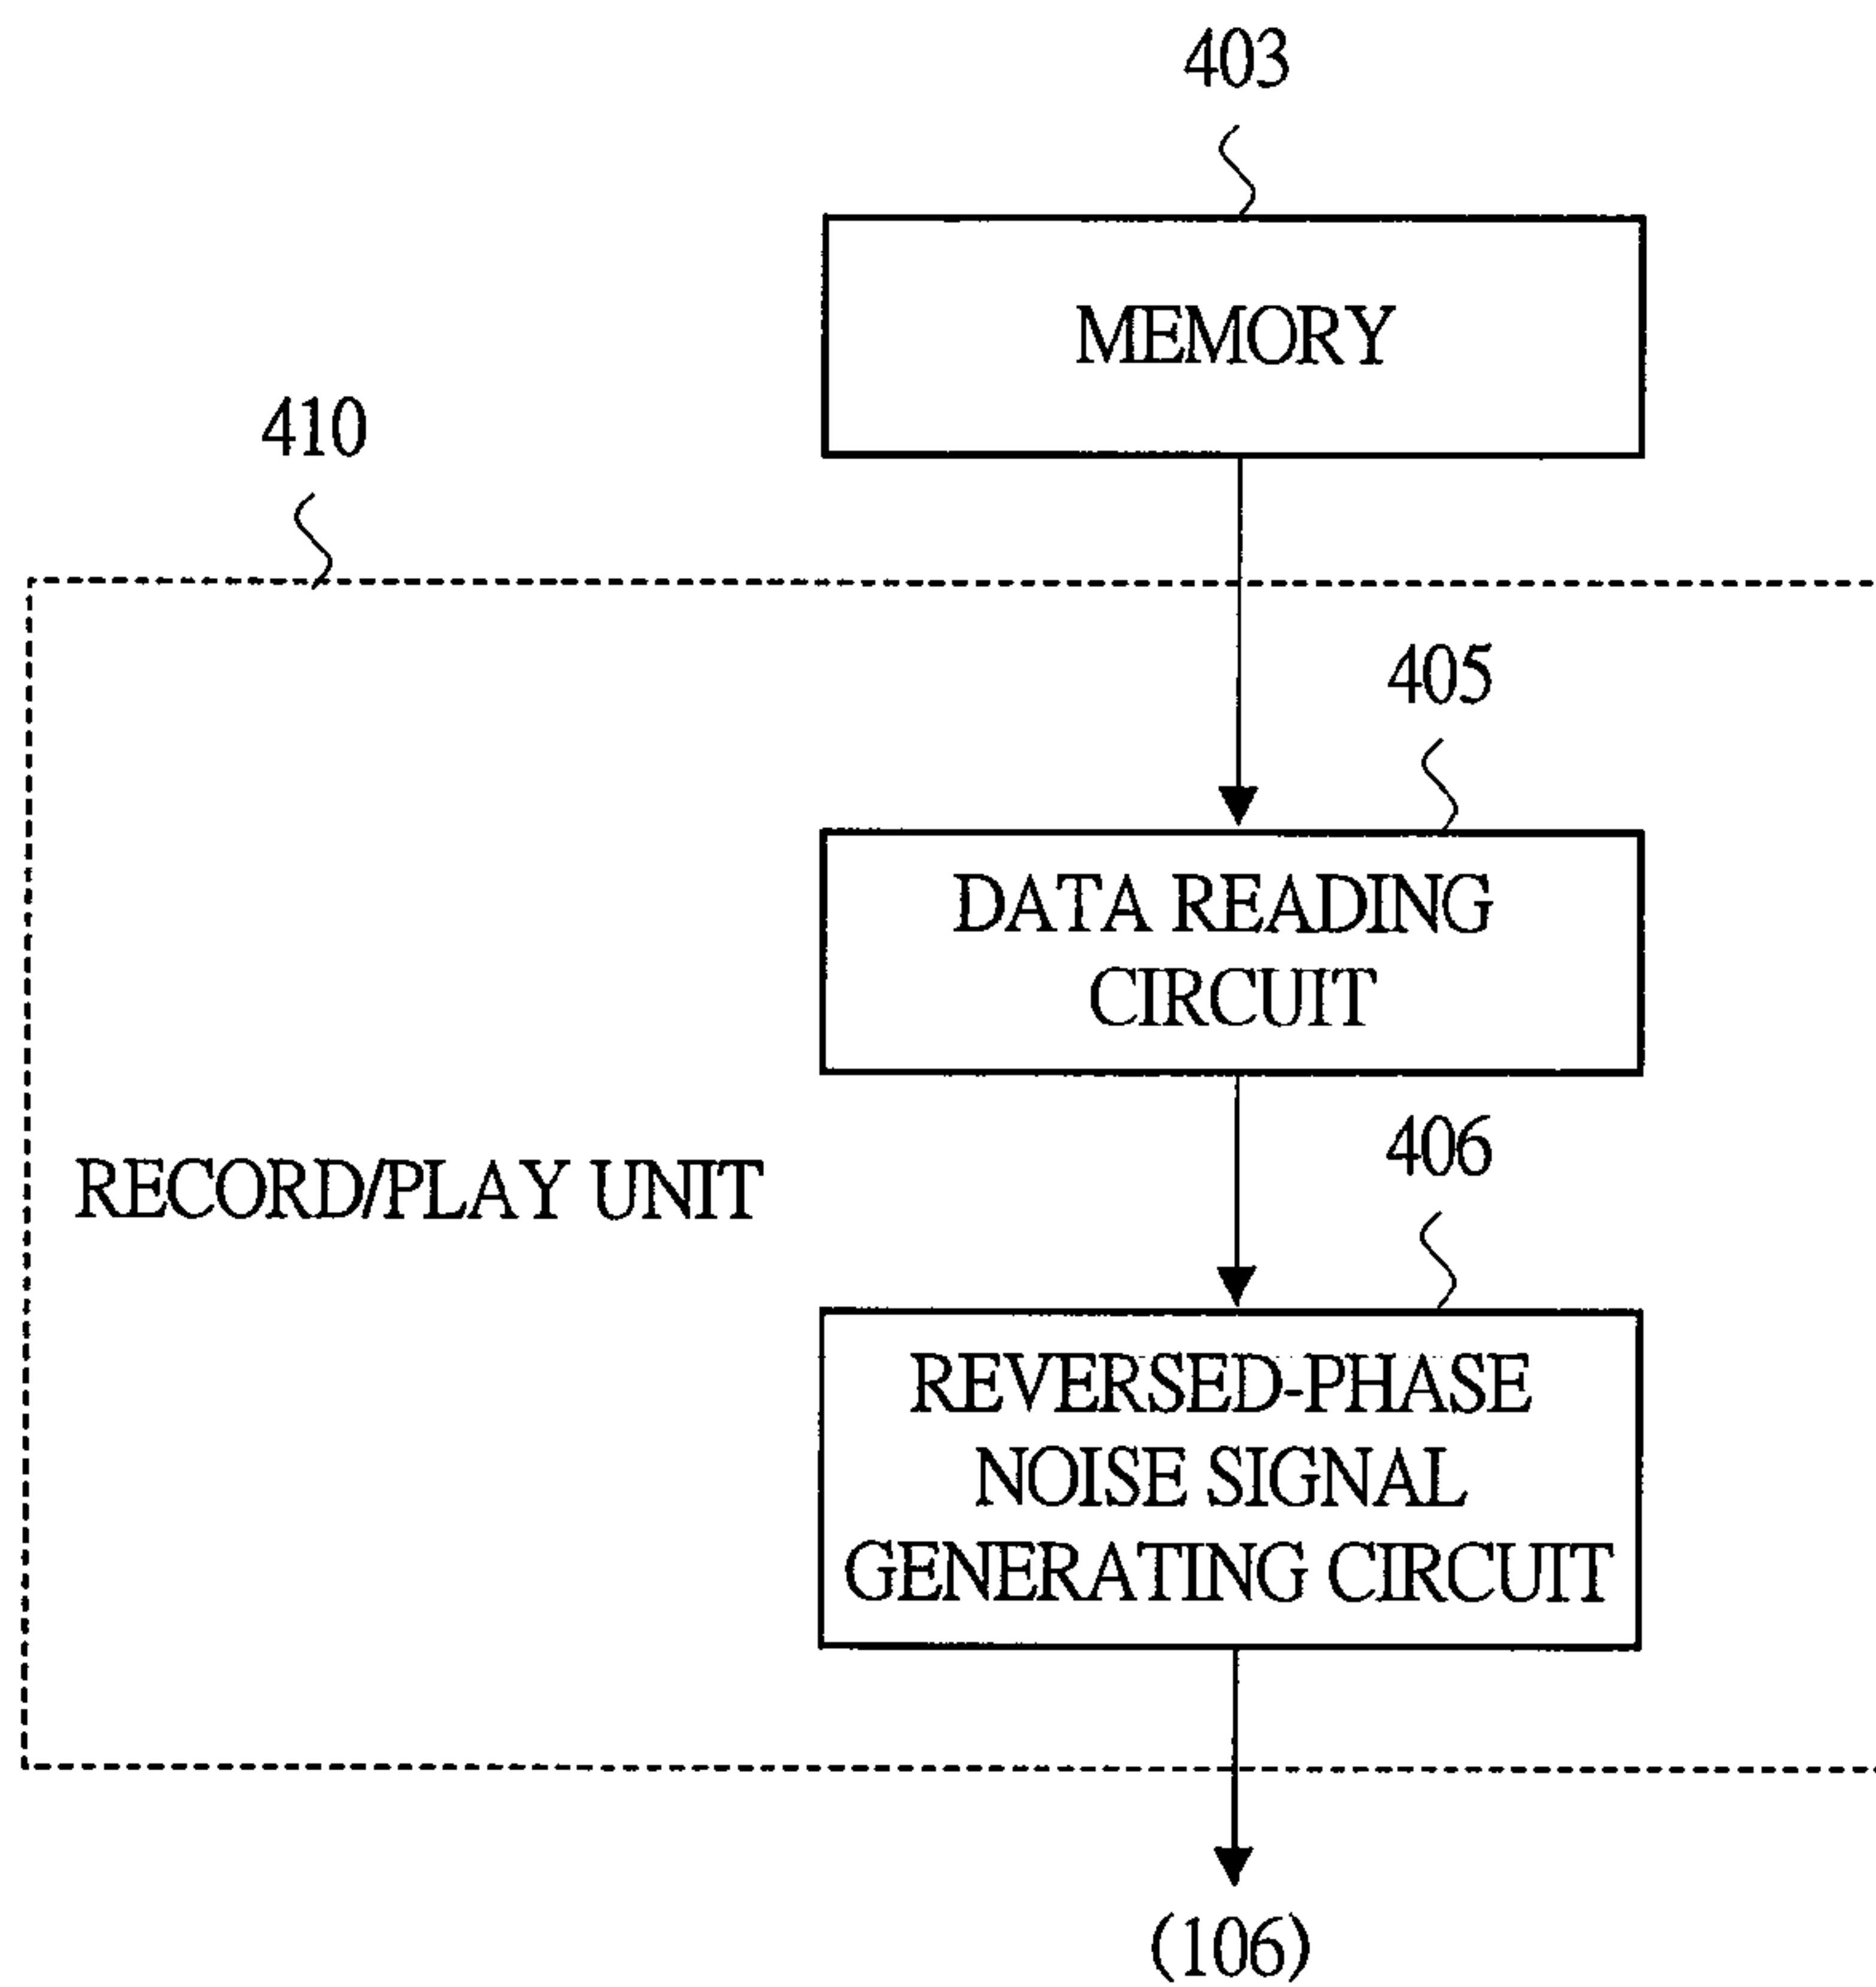 403
MEMORY
410
405
DATA READING
CIRCUIT
406
RECORD/PLAY UNIT
REVERSED-PHASE
NOISE SIGNAL
GENERATING CIRCUIT
(106)